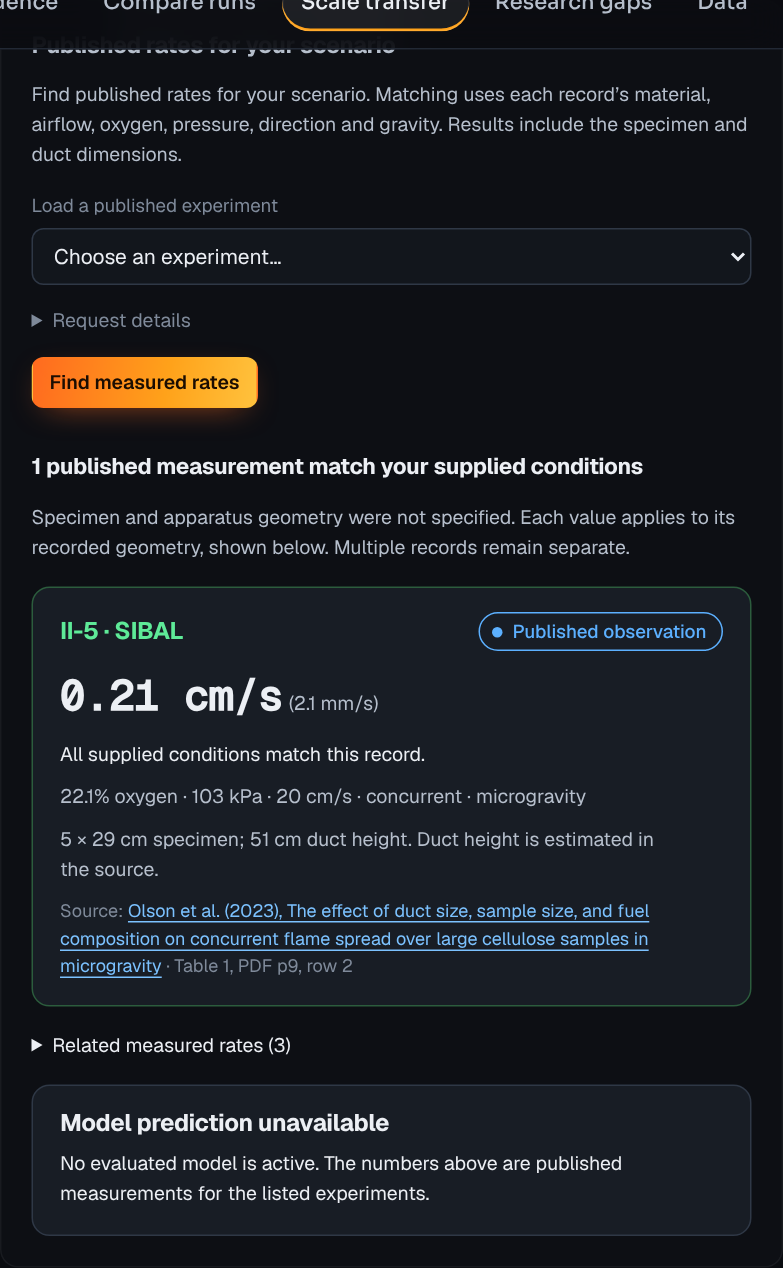 dence Compare runs Scale transfer Research gaps Data
Published rates for your scenario
Find published rates for your scenario. Matching uses each record’s material,
airflow, oxygen, pressure, direction and gravity. Results include the specimen and
duct dimensions.
Load a published experiment
Choose an experiment...
Request details
Find measured rates
1 published measurement match your supplied conditions
Specimen and apparatus geometry were not specified. Each value applies to its
recorded geometry, shown below. Multiple records remain separate.
II-5 · SIBAL
Published observation
0.21 cm/s (2.1 mm/s)
All supplied conditions match this record.
22.1% oxygen · 103 kPa · 20 cm/s · concurrent · microgravity
5 × 29 cm specimen; 51 cm duct height. Duct height is estimated in
the source.
Source: Olson et al. (2023), The effect of duct size, sample size, and fuel
composition on concurrent flame spread over large cellulose samples in
microgravity · Table 1, PDF p9, row 2
Related measured rates (3)
Model prediction unavailable
No evaluated model is active. The numbers above are published
measurements for the listed experiments.